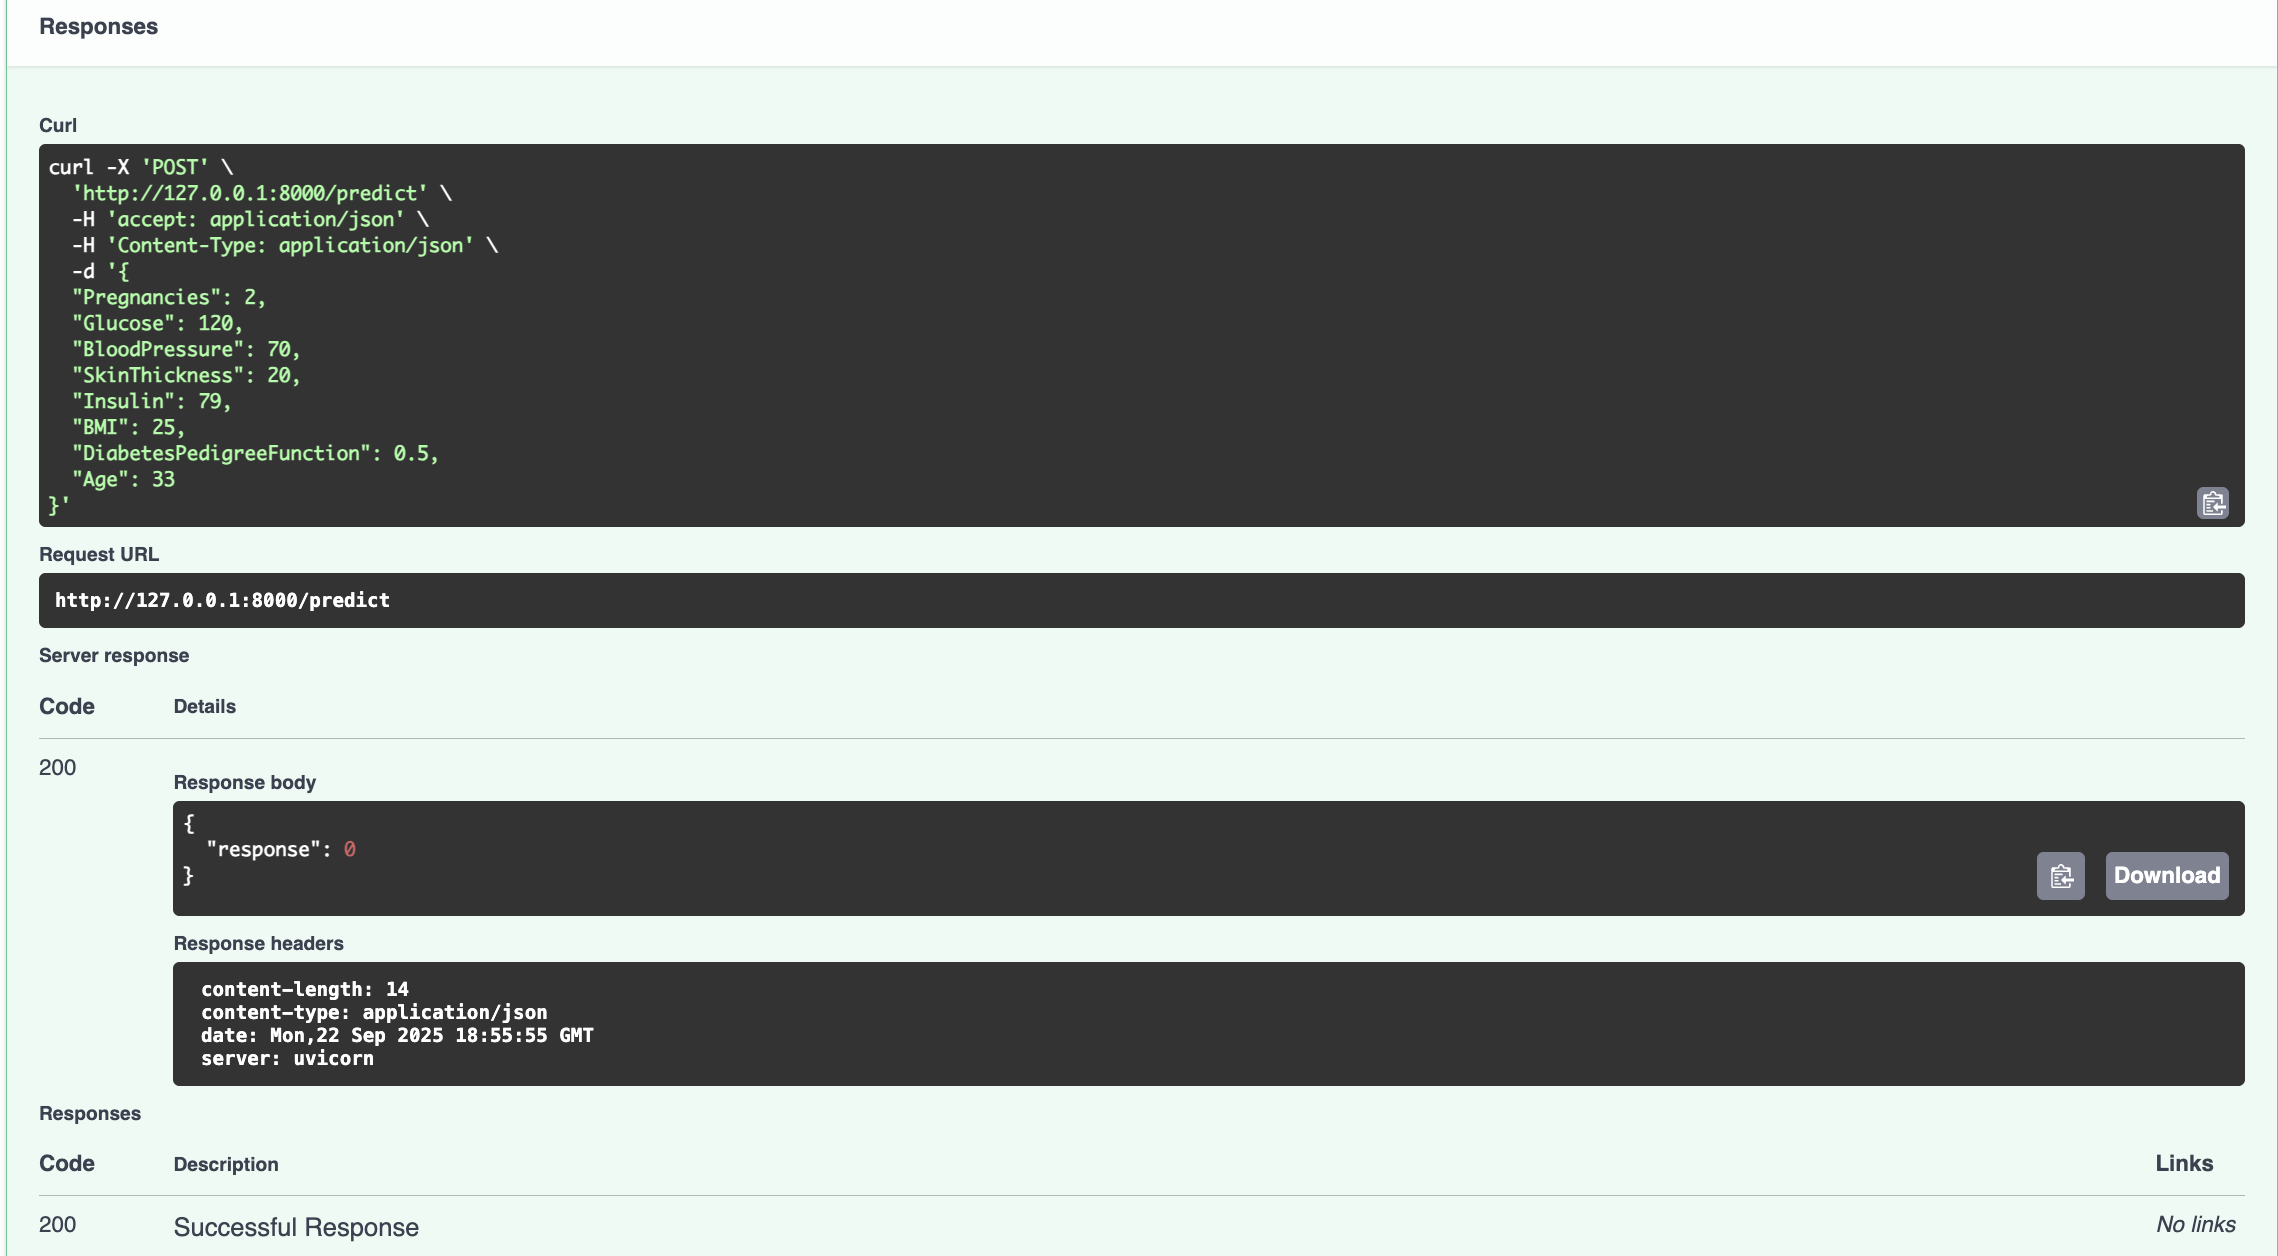 Responses
Curl
curl -X 'POST' \
  'http://127.0.0.1:8000/predict' \
  -H 'accept: application/json' \
  -H 'Content-Type: application/json' \
  -d '{
  "Pregnancies": 2,
  "Glucose": 120,
  "BloodPressure": 70,
  "SkinThickness": 20,
  "Insulin": 79,
  "BMI": 25,
  "DiabetesPedigreeFunction": 0.5,
  "Age": 33
}'
Request URL
http://127.0.0.1:8000/predict
Server response
Code Details
200
Response body
{
  "response": 0
}
Download
Response headers
content-length: 14
content-type: application/json
date: Mon,22 Sep 2025 18:55:55 GMT
server: uvicorn
Responses
Code Description Links
200 Successful Response No links